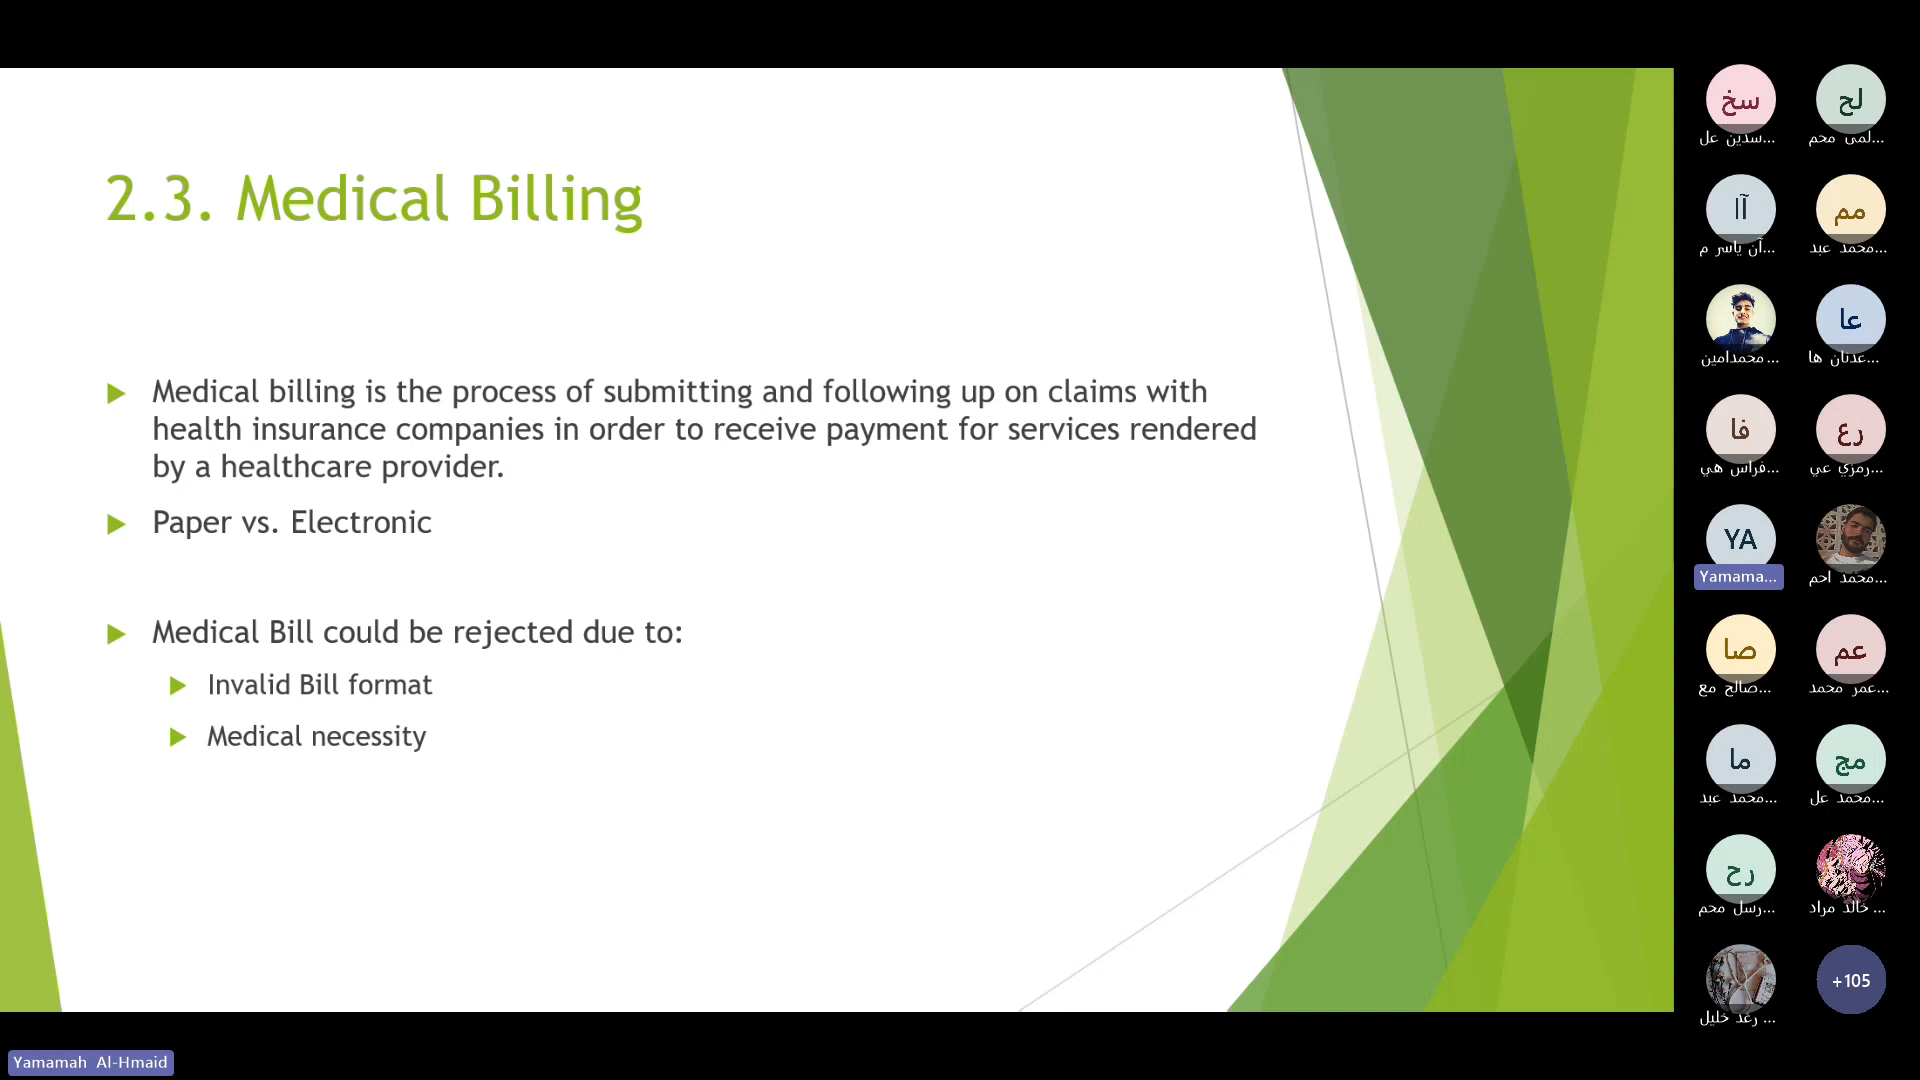 2.3. Medical Billing
Medical billing is the process of submitting and following up on claims with
health insurance companies in order to receive payment for services rendered
by a healthcare provider.
Paper vs. Electronic
Medical Bill could be rejected due to:
Invalid Bill format
Medical necessity
سخ
سدين عل...
لح
لمى محم...
آا
آن ياسر م...
مم
محمد عبد...
محمدامين...
عا
عدنان ها...
فا
فراس هي...
رع
رمزي عي...
YA
Yamama...
محمد احم...
صا
صالح مع...
عم
عمر محمد...
ما
محمد عبد...
مج
محمد عل...
رح
رسل محم...
خالد مراد...
رغد خليل...
+105
Yamamah Al-Hmaid